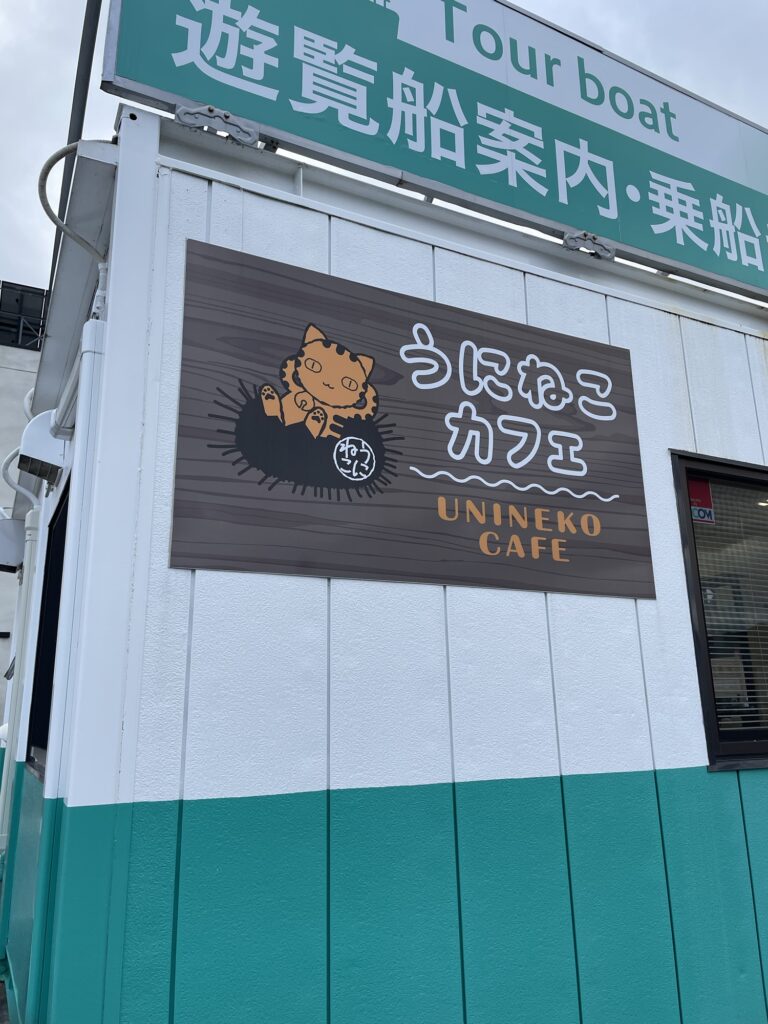 Tour boat
遊覧船案内・乗船
うにねこ
カフェ
うに
ねこ
UNINEKO
CAFE
COM